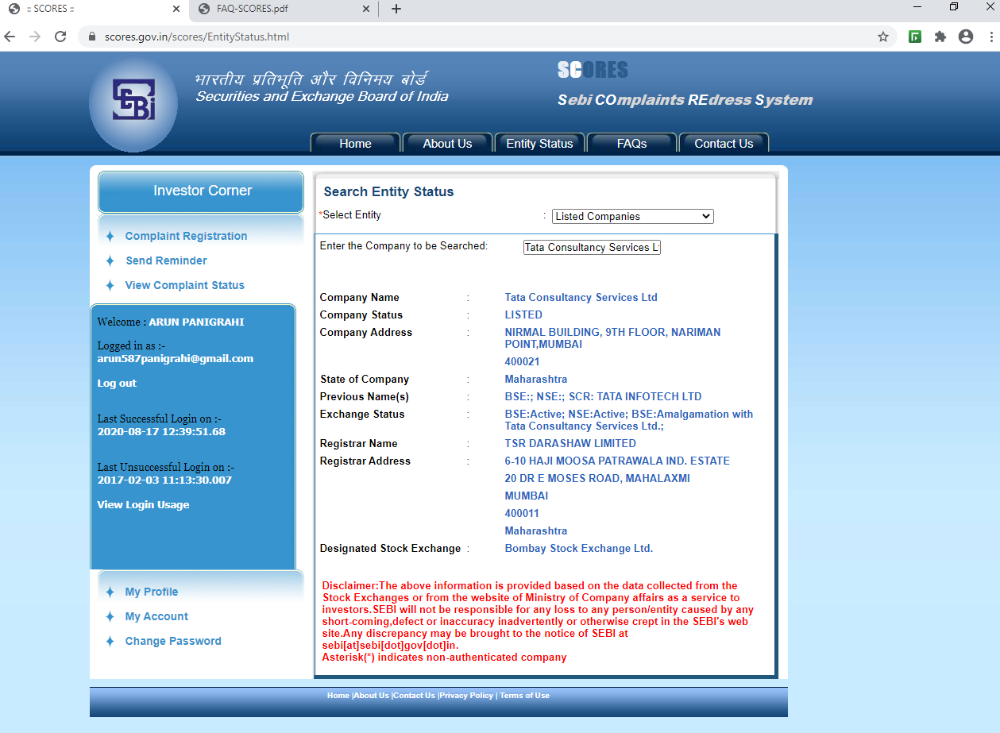 :: SCORES ::
FAQ-SCORES.pdf
scores.gov.in/scores/EntityStatus.html
SEBI
भारतीय प्रतिभूति और विनिमय बोर्ड
Securities and Exchange Board of India
SCORES
Sebi COmplaints REdress System
Home
About Us
Entity Status
FAQs
Contact Us
Investor Corner
Complaint Registration
Send Reminder
View Complaint Status
Welcome : ARUN PANIGRAHI
Logged in as :-
arun587panigrahi@gmail.com
Log out
Last Successful Login on :-
2020-08-17 12:39:51.68
Last Unsuccessful Login on :-
2017-02-03 11:13:30.007
View Login Usage
My Profile
My Account
Change Password
Search Entity Status
*Select Entity : Listed Companies
Enter the Company to be Searched: Tata Consultancy Services Lt
Company Name : Tata Consultancy Services Ltd
Company Status : LISTED
Company Address : NIRMAL BUILDING, 9TH FLOOR, NARIMAN
POINT,MUMBAI
400021
State of Company : Maharashtra
Previous Name(s) : BSE:; NSE:; SCR: TATA INFOTECH LTD
Exchange Status : BSE:Active; NSE:Active; BSE:Amalgamation with
Tata Consultancy Services Ltd.;
Registrar Name : TSR DARASHAW LIMITED
Registrar Address : 6-10 HAJI MOOSA PATRAWALA IND. ESTATE
20 DR E MOSES ROAD, MAHALAXMI
MUMBAI
400011
Maharashtra
Designated Stock Exchange : Bombay Stock Exchange Ltd.
Disclaimer:The above information is provided based on the data collected from the
Stock Exchanges or from the website of Ministry of Company affairs as a service to
investors.SEBI will not be responsible for any loss to any person/entity caused by any
short-coming,defect or inaccuracy inadvertently or otherwise crept in the SEBI's web
site.Any discrepancy may be brought to the notice of SEBI at
sebi[at]sebi[dot]gov[dot]in.
Asterisk(*) indicates non-authenticated company
Home |About Us |Contact Us |Privacy Policy | Terms of Use